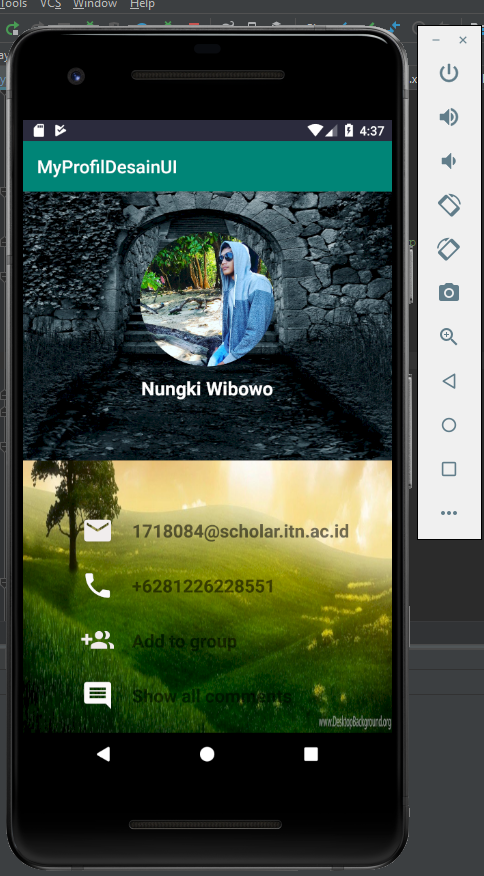 Tools VCS Window Help
4:37
MyProfilDesainUI
Nungki Wibowo
1718084@scholar.itn.ac.id
+6281226228551
Add to group
Show all comments
www.DesktopBackground.org